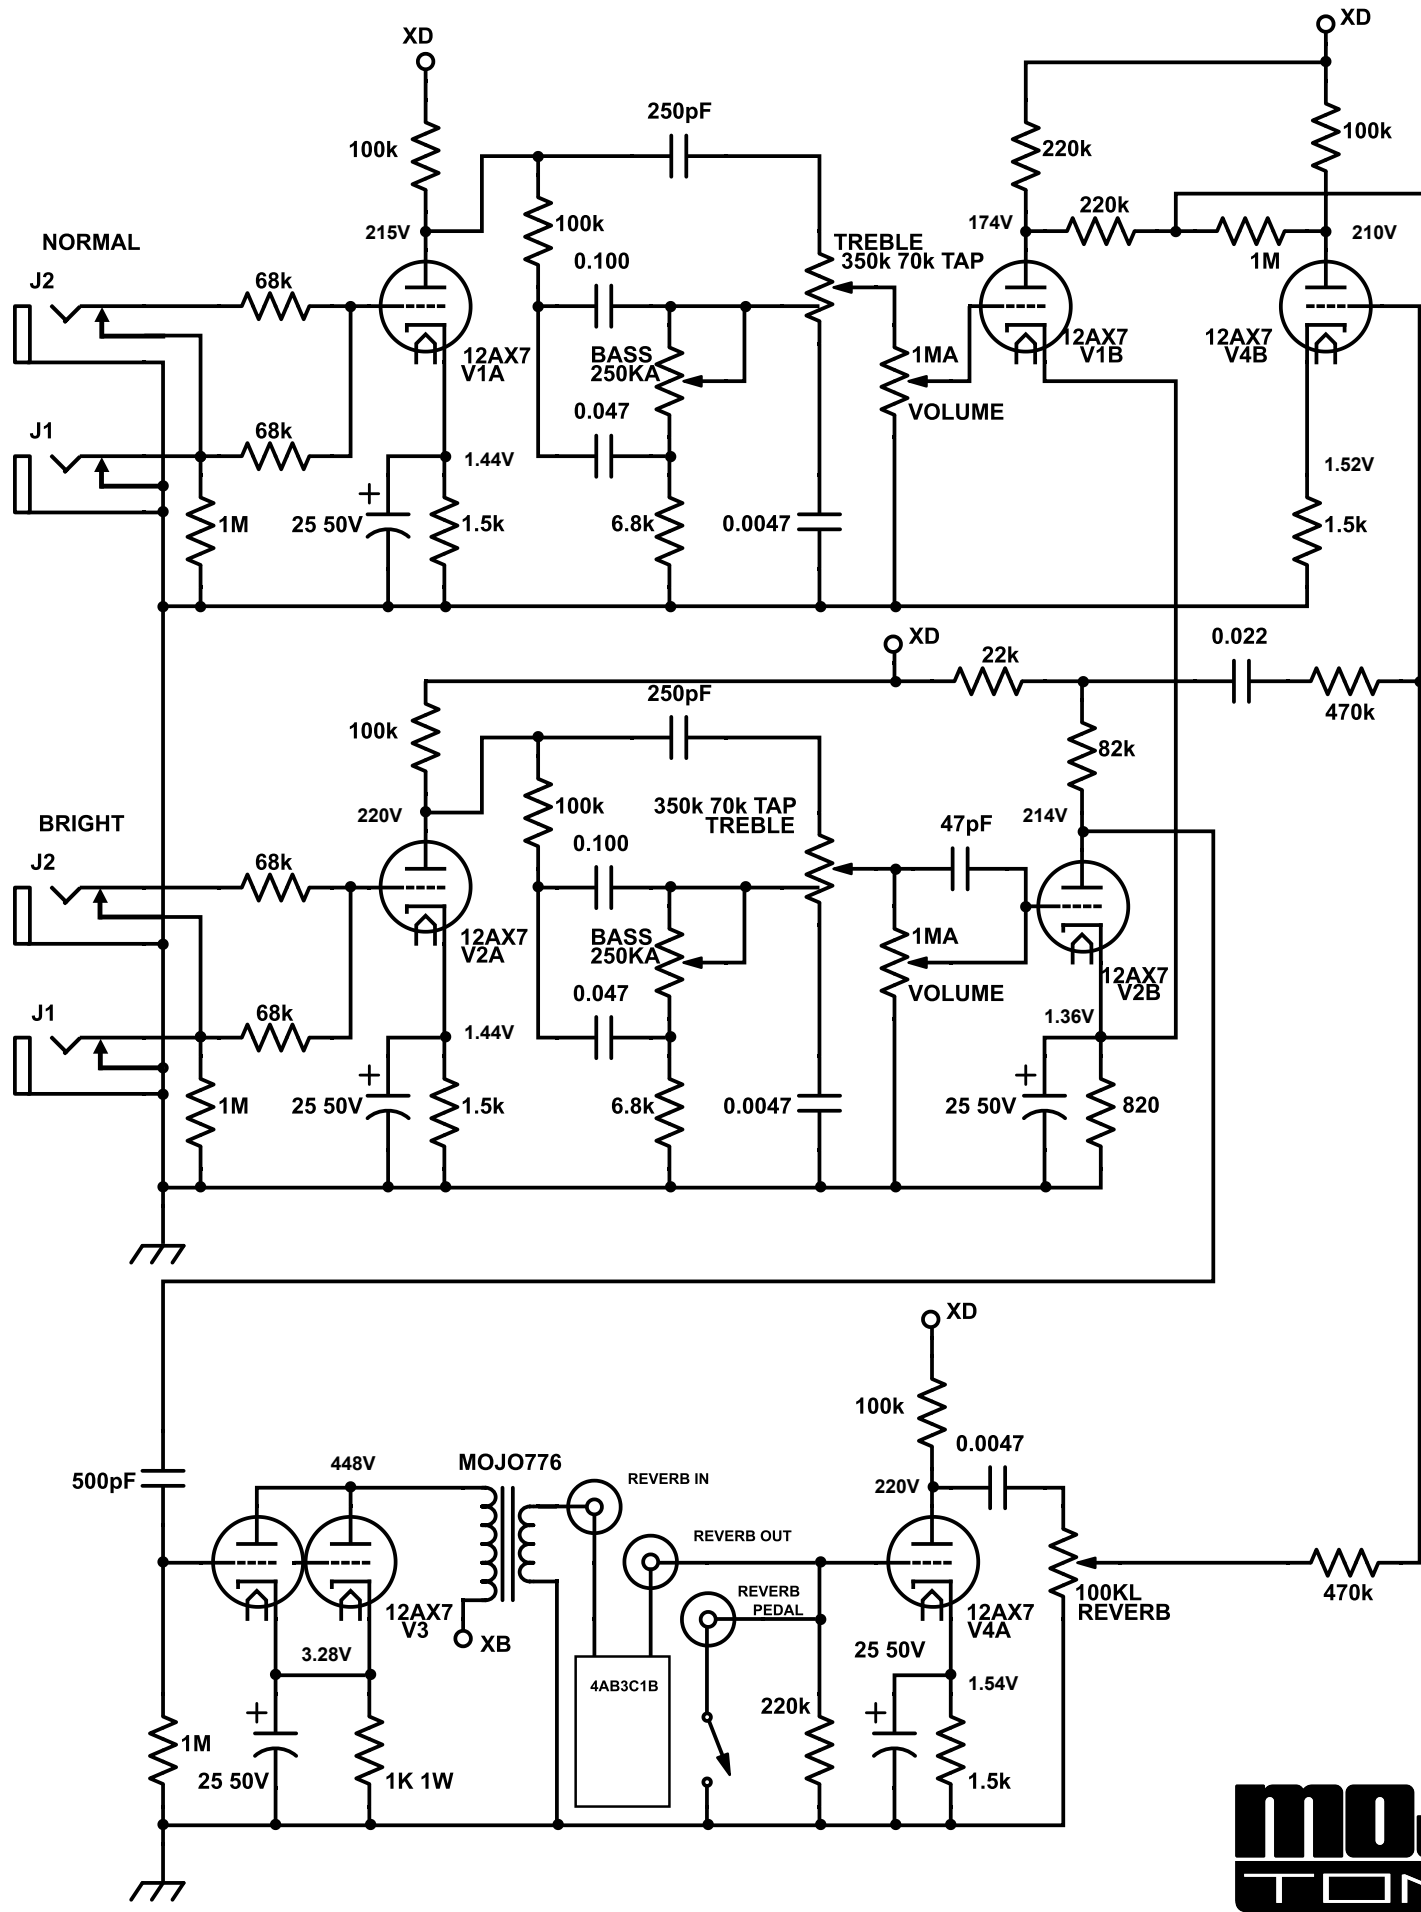 XD
XD
250pF
100k
100k
220k
220k
174V
215V
100k
210V
NORMAL
TREBLE
350k 70k TAP
1M
J2
68k
0.100
12AX7
V1A
BASS
250KA
1MA
12AX7
V1B
12AX7
V4B
0.047
VOLUME
J1
68k
1.44V
1.52V
+
1M
25 50V
1.5k
6.8k
0.0047
1.5k
XD
0.022
22k
250pF
470k
100k
82k
220V
100k
350k 70k TAP
TREBLE
214V
BRIGHT
47pF
0.100
J2
68k
12AX7
V2A
BASS
250KA
1MA
12AX7
V2B
0.047
VOLUME
J1
68k
1.44V
1.36V
+
+
1M
25 50V
1.5k
6.8k
0.0047
25 50V
820
XD
100k
0.0047
448V
MOJO776
500pF
REVERB IN
220V
REVERB OUT
REVERB
PEDAL
100KL
REVERB
470k
12AX7
V3
12AX7
V4A
3.28V
XB
25 50V
4AB3C1B
1.54V
+
220k
+
1M
25 50V
1K 1W
1.5k